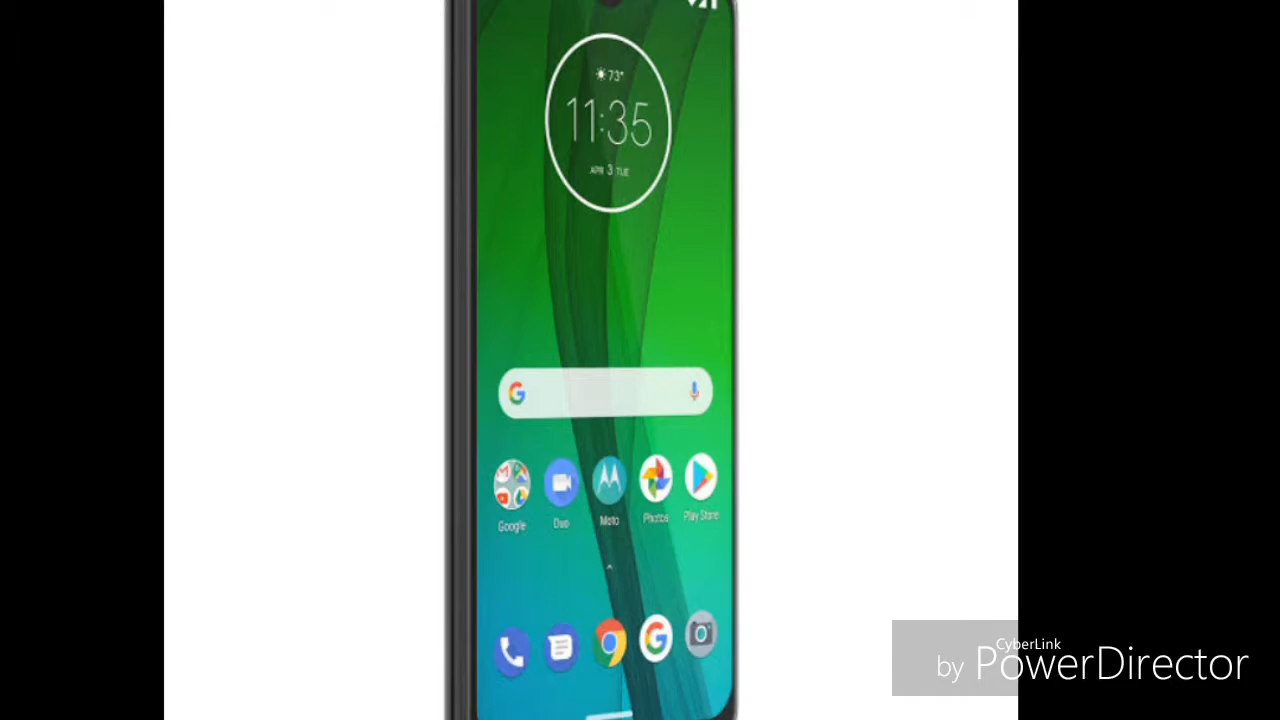 73°
11:35
APR 3 TUE
Google
Duo
Moto
Photos
Play Store
CyberLink
by PowerDirector